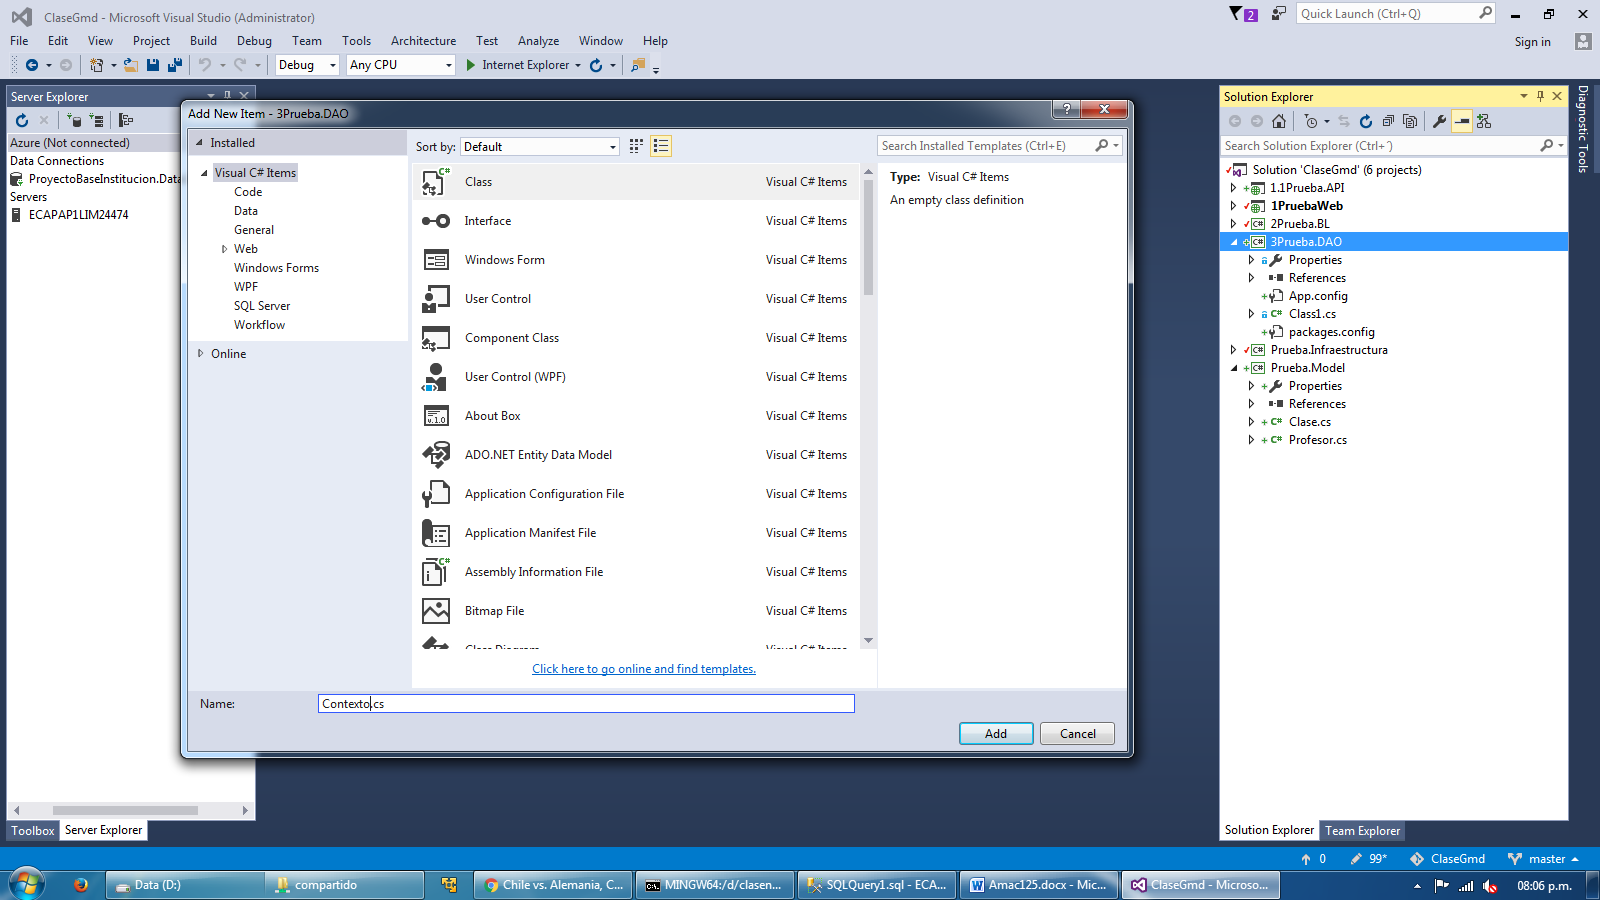 ClaseGmd - Microsoft Visual Studio (Administrator)
2
Quick Launch (Ctrl+Q)
File Edit View Project Build Debug Team Tools Architecture Test Analyze Window Help
Sign in
Debug
Any CPU
Internet Explorer
Server Explorer
Azure (Not connected)
Data Connections
ProyectoBaseInstitucion.Data
Servers
ECAPAP1LIM24474
Toolbox
Server Explorer
Add New Item - 3Prueba.DAO
?
Installed
Visual C# Items
Code
Data
General
Web
Windows Forms
WPF
SQL Server
Workflow
Online
Sort by: Default
Search Installed Templates (Ctrl+E)
Class Visual C# Items
Interface Visual C# Items
Windows Form Visual C# Items
User Control Visual C# Items
Component Class Visual C# Items
User Control (WPF) Visual C# Items
About Box Visual C# Items
ADO.NET Entity Data Model Visual C# Items
Application Configuration File Visual C# Items
Application Manifest File Visual C# Items
Assembly Information File Visual C# Items
Bitmap File Visual C# Items
Class Diagram Visual C# Items
Click here to go online and find templates.
Type: Visual C# Items
An empty class definition
Name: Contexto.cs
Add
Cancel
Solution Explorer
Search Solution Explorer (Ctrl+´)
Solution 'ClaseGmd' (6 projects)
1.1Prueba.API
1PruebaWeb
2Prueba.BL
3Prueba.DAO
Properties
References
App.config
Class1.cs
packages.config
Prueba.Infraestructura
Prueba.Model
Properties
References
Clase.cs
Profesor.cs
Solution Explorer
Team Explorer
Diagnostic Tools
0
99*
ClaseGmd
master
Data (D:)
compartido
Chile vs. Alemania, C...
MINGW64:/d/clasen...
SQLQuery1.sql - ECA...
Amac125.docx - Mic...
ClaseGmd - Microso...
08:06 p.m.